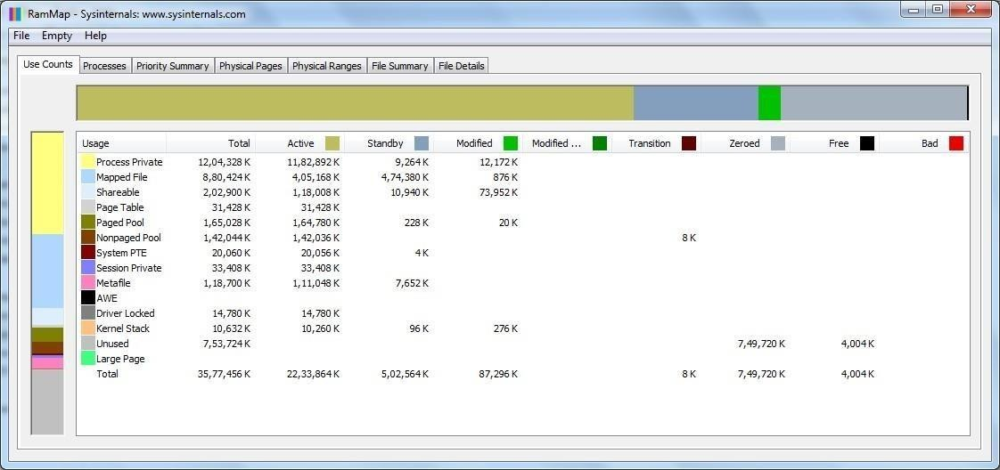 RamMap - Sysinternals: www.sysinternals.com
File Empty Help
Use Counts Processes Priority Summary Physical Pages Physical Ranges File Summary File Details
Usage Total Active Standby Modified Modified ... Transition Zeroed Free Bad
Process Private 12,04,328 K 11,82,892 K 9,264 K 12,172 K
Mapped File 8,80,424 K 4,05,168 K 4,74,380 K 876 K
Shareable 2,02,900 K 1,18,008 K 10,940 K 73,952 K
Page Table 31,428 K 31,428 K
Paged Pool 1,65,028 K 1,64,780 K 228 K 20 K
Nonpaged Pool 1,42,044 K 1,42,036 K 8 K
System PTE 20,060 K 20,056 K 4 K
Session Private 33,408 K 33,408 K
Metafile 1,18,700 K 1,11,048 K 7,652 K
AWE
Driver Locked 14,780 K 14,780 K
Kernel Stack 10,632 K 10,260 K 96 K 276 K
Unused 7,53,724 K 7,49,720 K 4,004 K
Large Page
Total 35,77,456 K 22,33,864 K 5,02,564 K 87,296 K 8 K 7,49,720 K 4,004 K